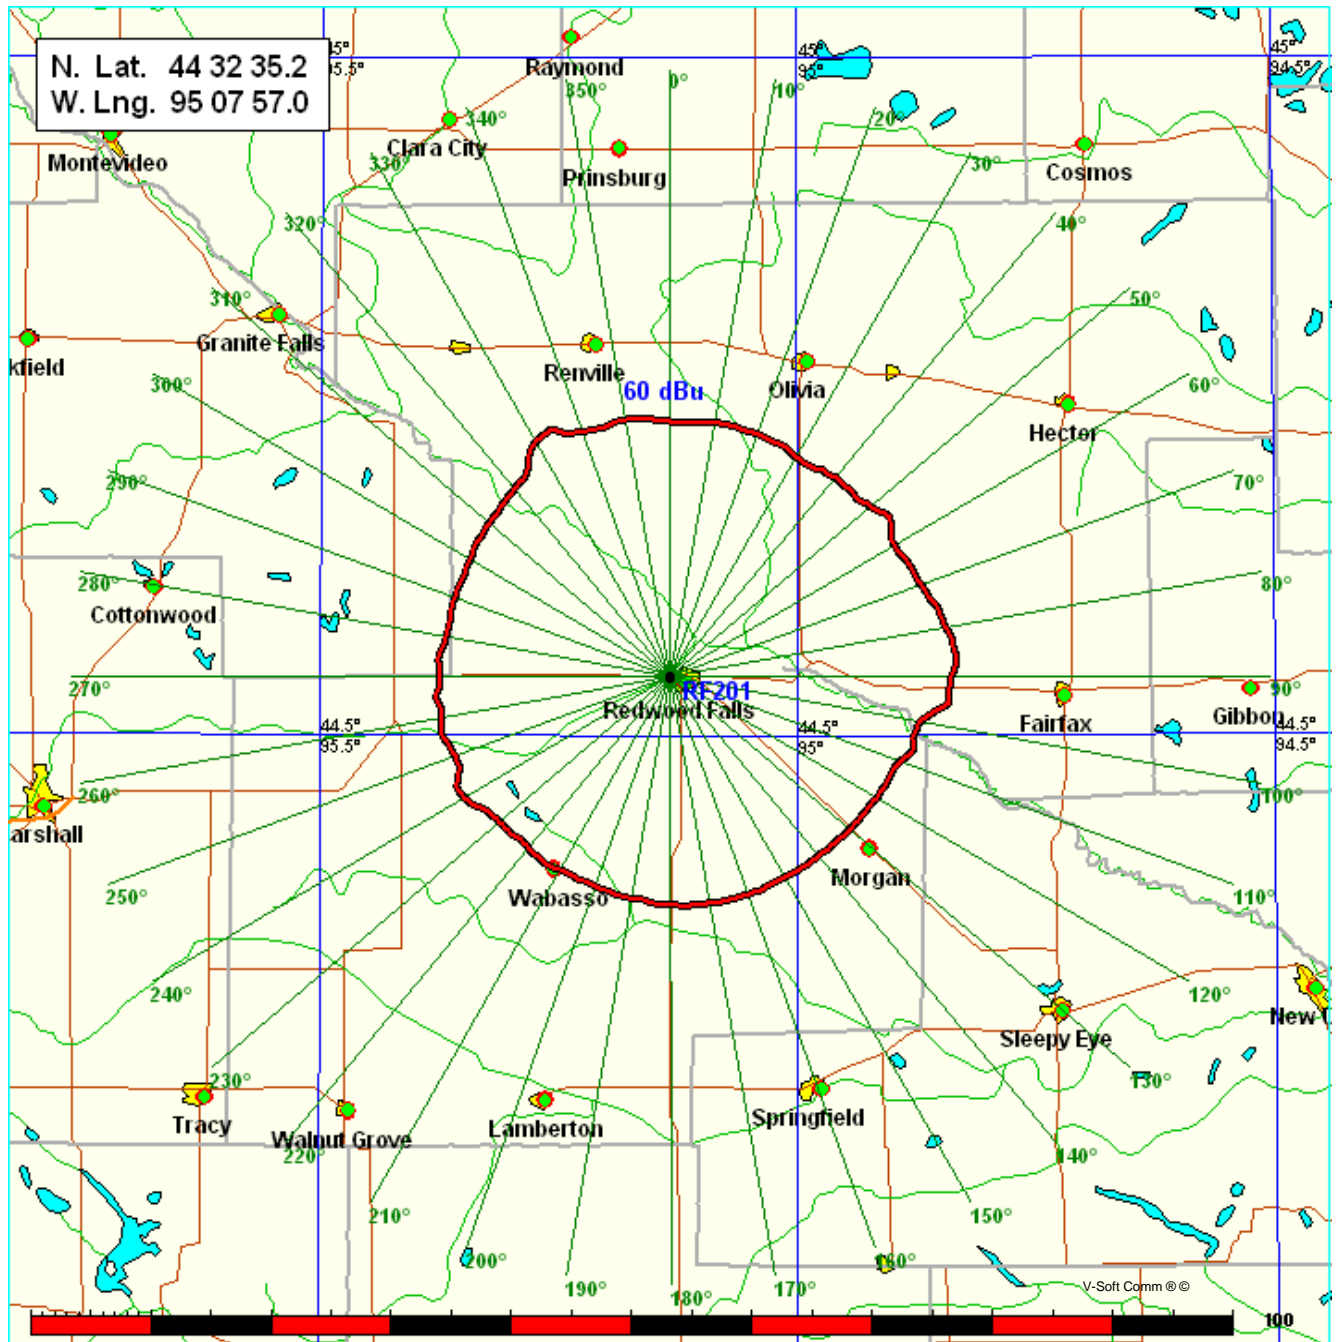 N. Lat. 44 32 35.2
W. Lng. 95 07 57.0
45°
95.5°
45°
95°
45°
94.5°
Raymond
350°
0°
10°
340°
Clara City
20°
330°
Prinsburg
30°
Montevideo
Cosmos
320°
40°
310°
50°
Granite Falls
kfield
Renville
Olivia
300°
60°
60 dBu
Hector
290°
70°
280°
80°
Cottonwood
270°
RF201
90°
Redwood Falls
Fairfax
Gibbon
44.5°
95.5°
44.5°
95°
44.5°
94.5°
260°
100°
arshall
Morgan
250°
Wabasso
110°
240°
120°
New U
Sleepy Eye
230°
130°
Tracy
Walnut Grove
Lamberton
Springfield
220°
140°
210°
150°
200°
160°
190°
180°
170°
V-Soft Comm ® ©
100